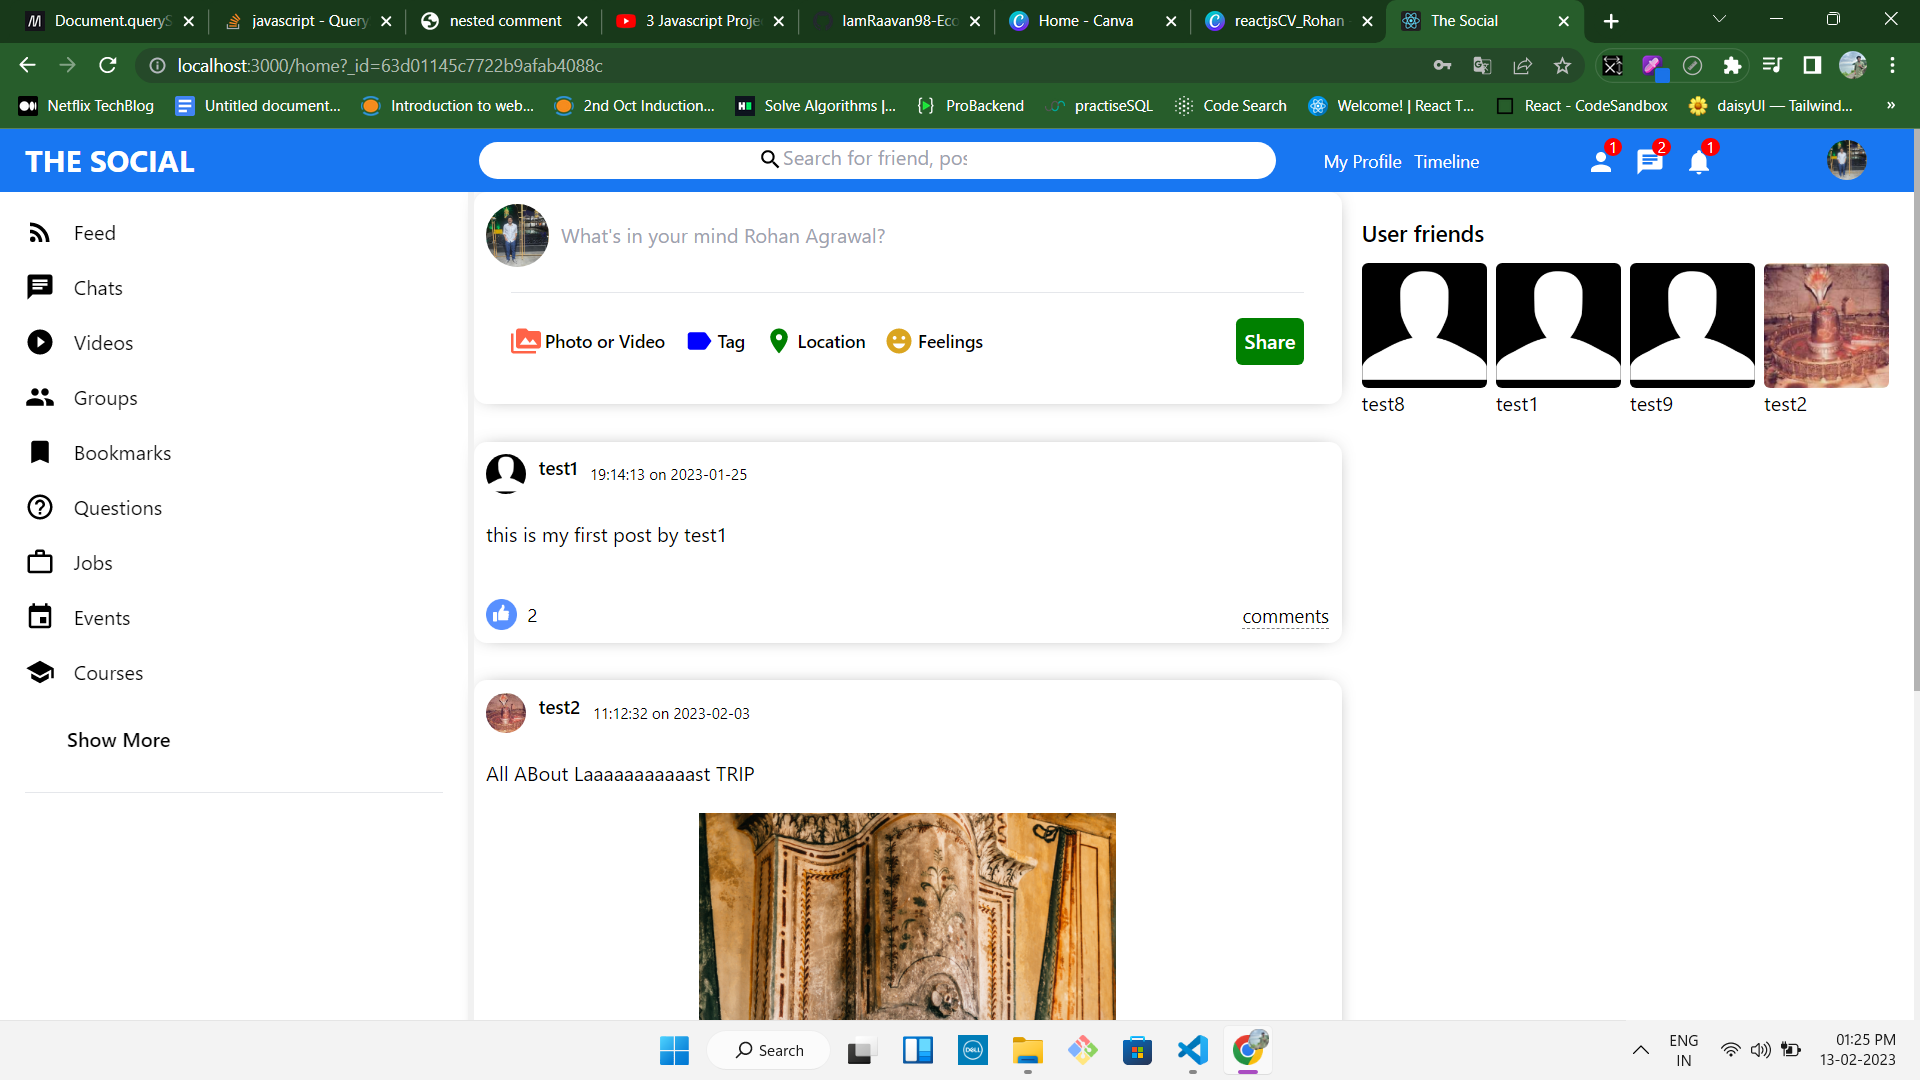 Document.queryS
javascript - Query
nested comment
3 Javascript Proje
IamRaavan98-Eco
Home - Canva
reactjsCV_Rohan
The Social
localhost:3000/home?_id=63d01145c7722b9afab4088c
Netflix TechBlog
Untitled document...
Introduction to web...
2nd Oct Induction...
Solve Algorithms |...
ProBackend
practiseSQL
Code Search
Welcome! | React T...
React - CodeSandbox
daisyUI — Tailwind...
»
THE SOCIAL
Search for friend, pos
My Profile
Timeline
1
2
1
Feed
Chats
Videos
Groups
Bookmarks
Questions
Jobs
Events
Courses
Show More
What's in your mind Rohan Agrawal?
Photo or Video
Tag
Location
Feelings
Share
test1 19:14:13 on 2023-01-25
this is my first post by test1
2
comments
test2 11:12:32 on 2023-02-03
All ABout Laaaaaaaaaaast TRIP
User friends
test8
test1
test9
test2
Search
DELL
ENG
IN
01:25 PM
13-02-2023